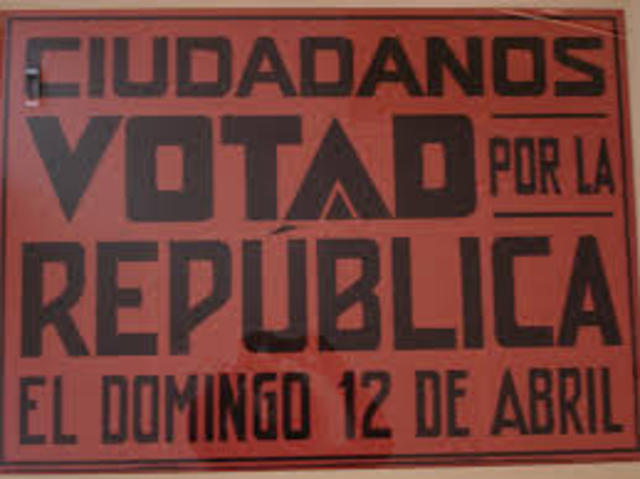 CIUDADANOS
VOTAD POR LA
REPÚBLICA
EL DOMINGO 12 DE ABRIL